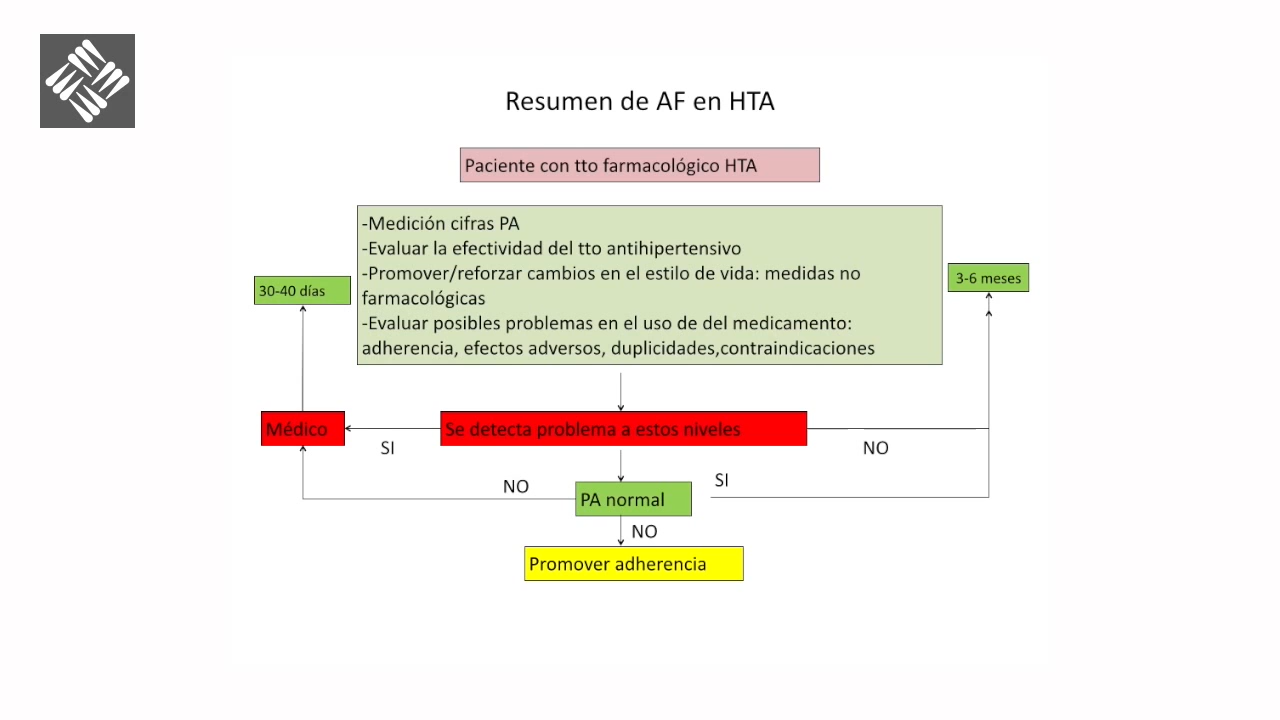 Resumen de AF en HTA
Paciente con tto farmacológico HTA
-Medición cifras PA
-Evaluar la efectividad del tto antihipertensivo
-Promover/reforzar cambios en el estilo de vida: medidas no
farmacológicas
-Evaluar posibles problemas en el uso de del medicamento:
adherencia, efectos adversos, duplicidades,contraindicaciones
30-40 días
3-6 meses
Médico
Se detecta problema a estos niveles
SI
NO
NO
PA normal
SI
NO
Promover adherencia